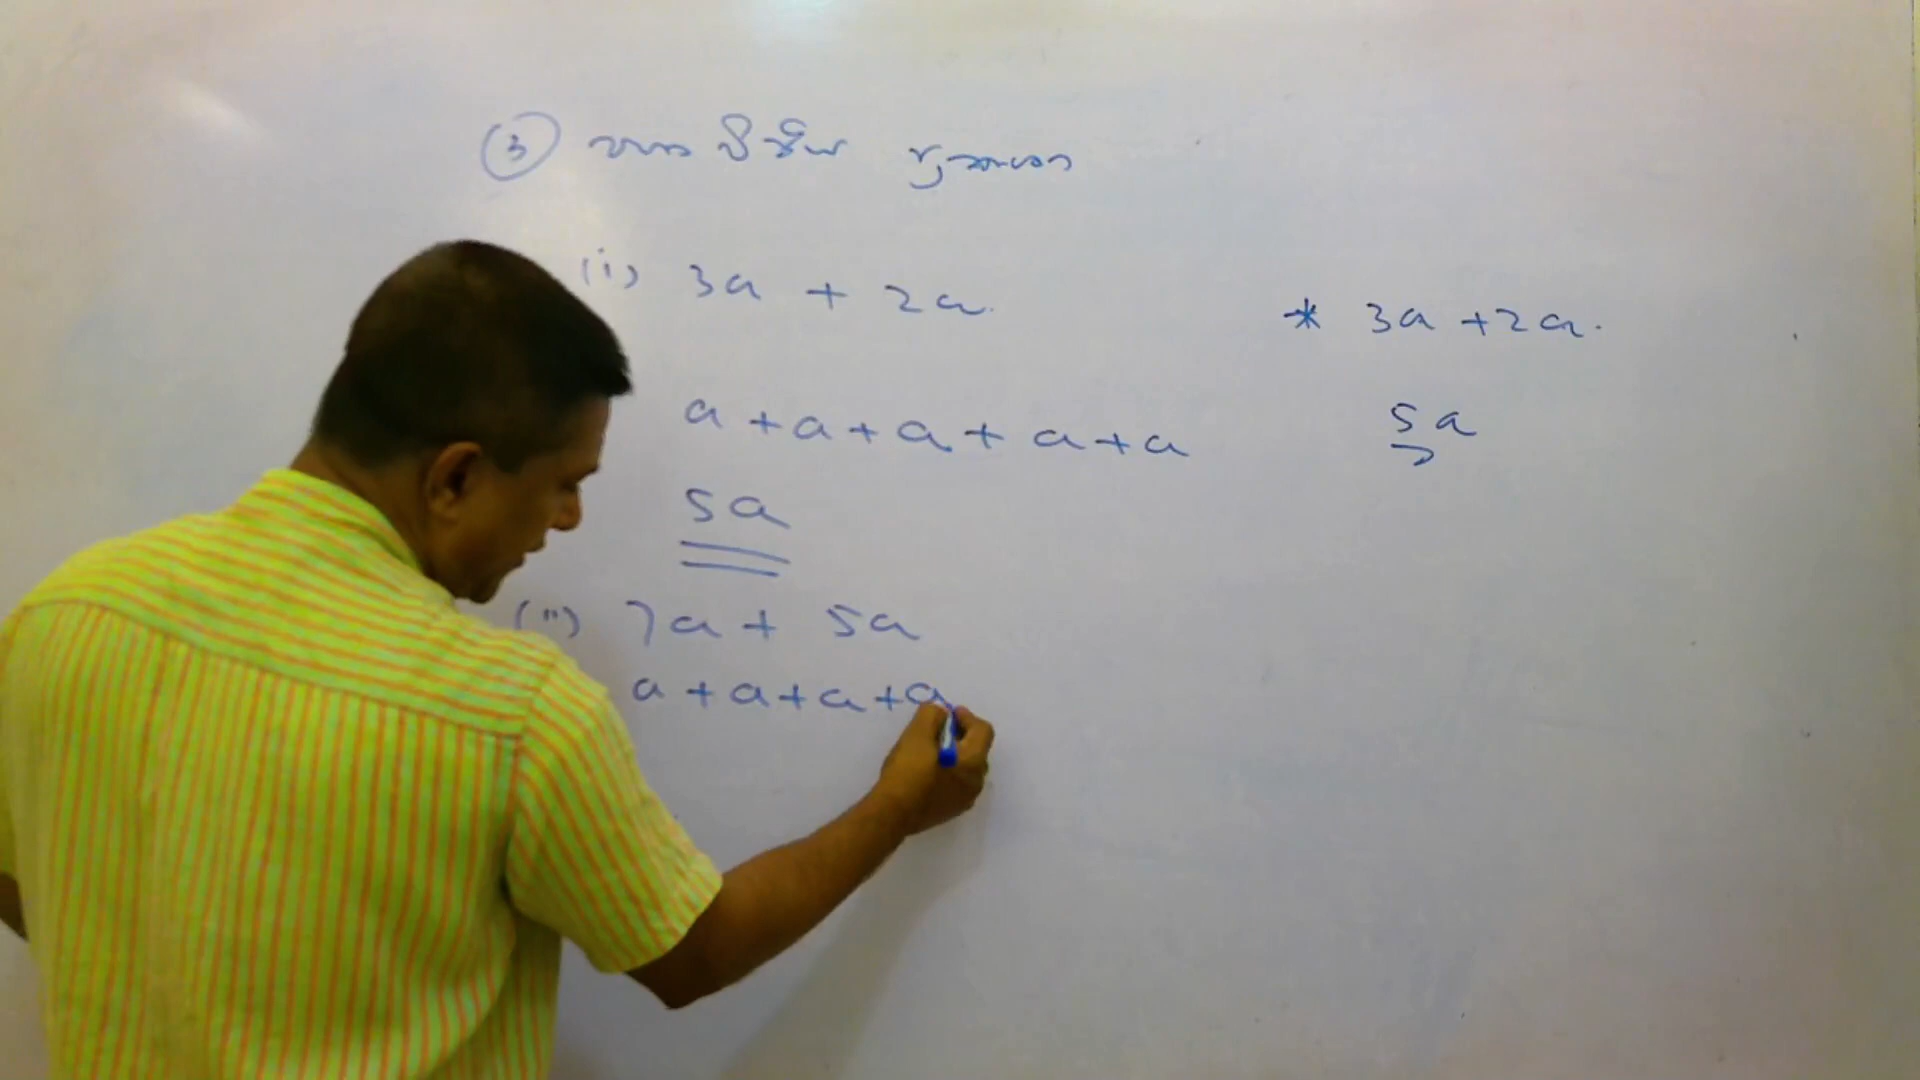 ③
(i) 3a + 2a.
a + a + a + a + a
5a
(ii) 7a + 5a
a + a + a + a
* 3a + 2a.
5a